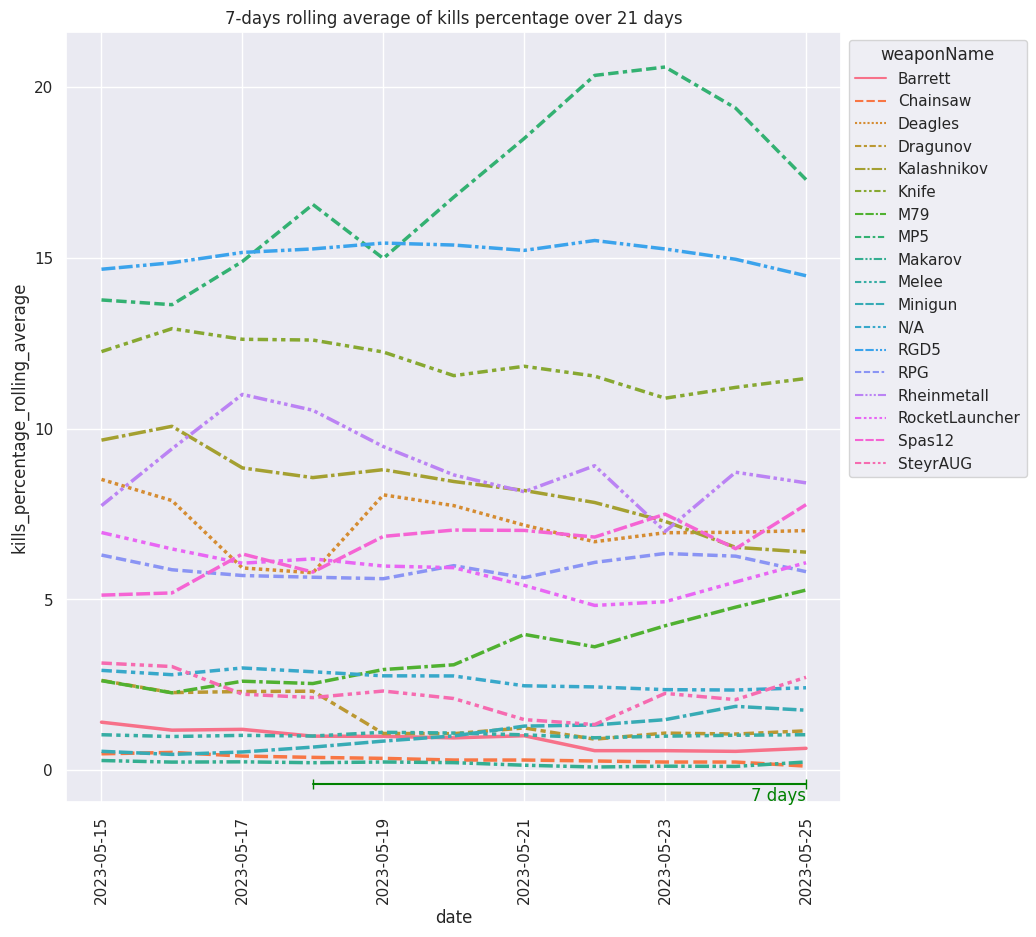 7-days rolling average of kills percentage over 21 days
kills_percentage_rolling_average
20
15
10
5
0
7 days
2023-05-15
2023-05-17
2023-05-19
2023-05-21
2023-05-23
2023-05-25
date
weaponName
Barrett
Chainsaw
Deagles
Dragunov
Kalashnikov
Knife
M79
MP5
Makarov
Melee
Minigun
N/A
RGD5
RPG
Rheinmetall
RocketLauncher
Spas12
SteyrAUG